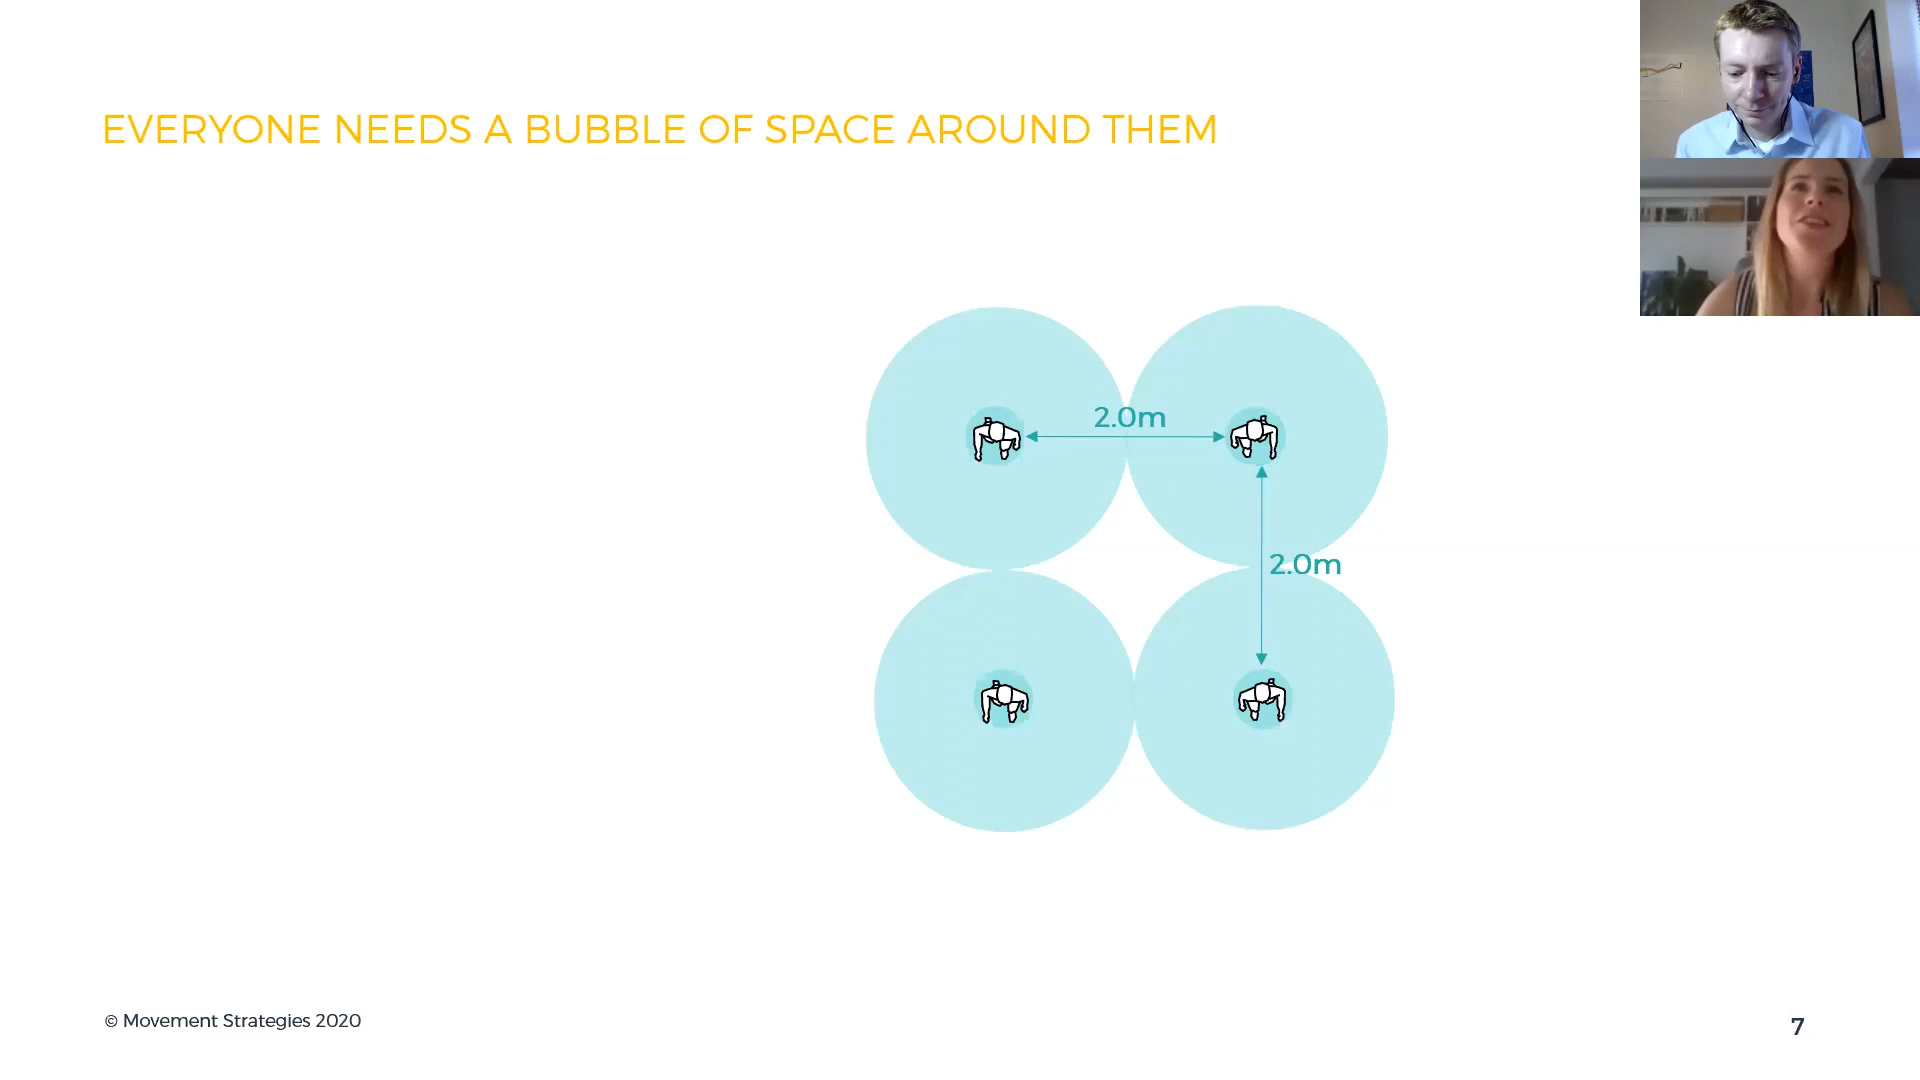 EVERYONE NEEDS A BUBBLE OF SPACE AROUND THEM
2.0m
2.0m
© Movement Strategies 2020
7